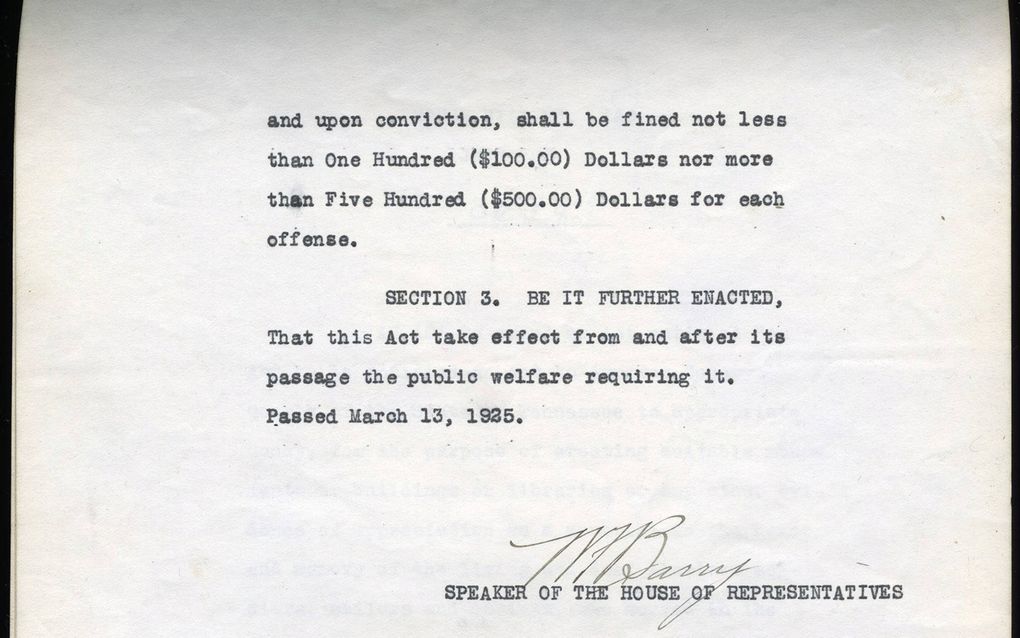 and upon conviction, shall be fined not less
than One Hundred ($100.00) Dollars nor more
than Five Hundred ($500.00) Dollars for each
offense.
SECTION 3. BE IT FURTHER ENACTED,
That this Act take effect from and after its
passage the public welfare requiring it.
Passed March 13, 1925.
W F Barry
SPEAKER OF THE HOUSE OF REPRESENTATIVES